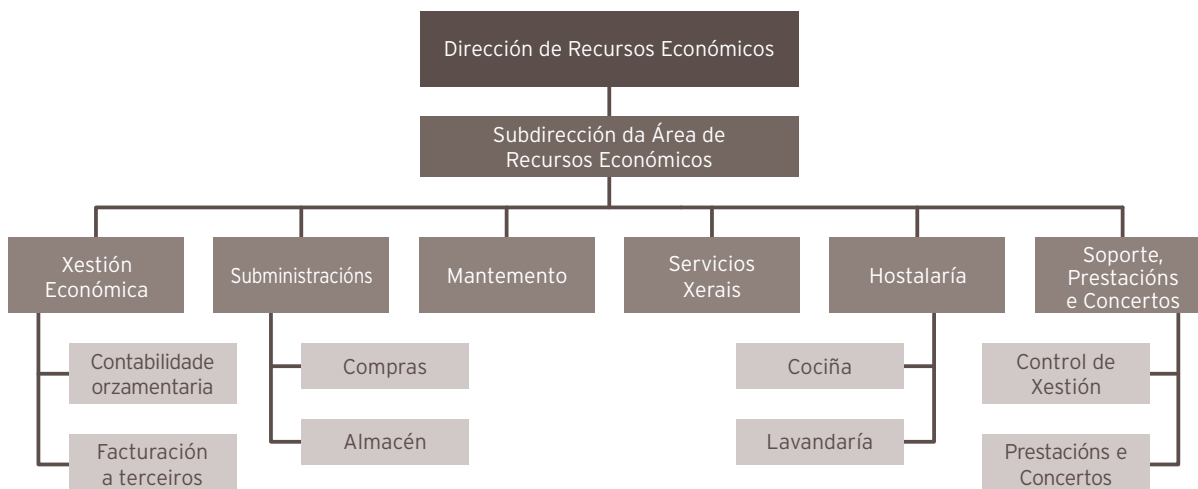 Dirección de Recursos Económicos
Subdirección da Área de
Recursos Económicos
Xestión
Económica
Subministracións
Mantemento
Servicios
Xerais
Hostalaría
Soporte,
Prestacións
e Concertos
Contabilidade
orzamentaria
Compras
Cociña
Control de
Xestión
Facturación
a terceiros
Almacén
Lavandaría
Prestacións e
Concertos